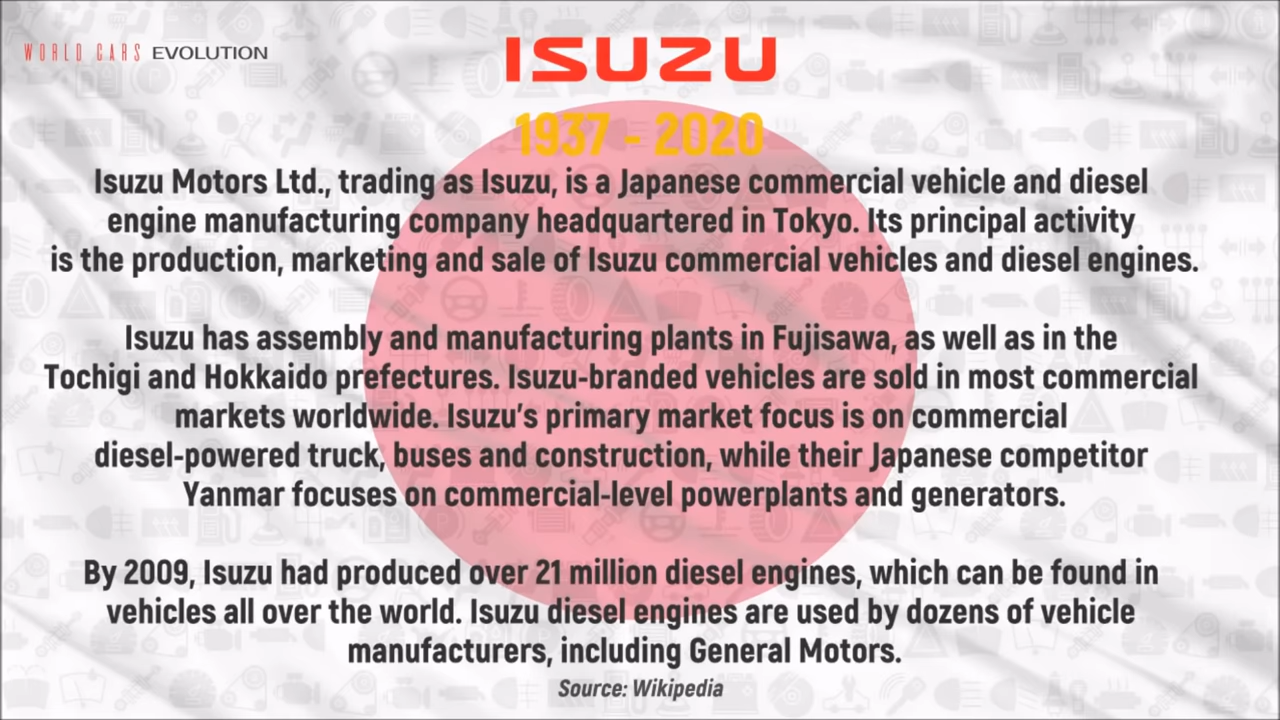 WORLD CARS EVOLUTION
ISUZU
1937 - 2020
Isuzu Motors Ltd., trading as Isuzu, is a Japanese commercial vehicle and diesel
engine manufacturing company headquartered in Tokyo. Its principal activity
is the production, marketing and sale of Isuzu commercial vehicles and diesel engines.
Isuzu has assembly and manufacturing plants in Fujisawa, as well as in the
Tochigi and Hokkaido prefectures. Isuzu-branded vehicles are sold in most commercial
markets worldwide. Isuzu's primary market focus is on commercial
diesel-powered truck, buses and construction, while their Japanese competitor
Yanmar focuses on commercial-level powerplants and generators.
By 2009, Isuzu had produced over 21 million diesel engines, which can be found in
vehicles all over the world. Isuzu diesel engines are used by dozens of vehicle
manufacturers, including General Motors.
Source: Wikipedia